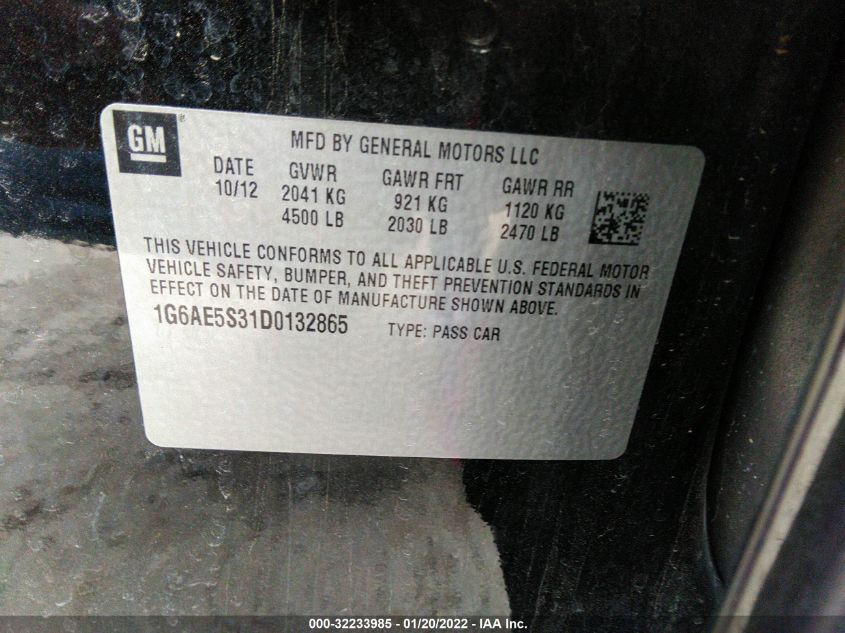 GM®
MFD BY GENERAL MOTORS LLC
DATE GVWR GAWR FRT GAWR RR
10/12 2041 KG 921 KG 1120 KG
4500 LB 2030 LB 2470 LB
THIS VEHICLE CONFORMS TO ALL APPLICABLE U.S. FEDERAL MOTOR
VEHICLE SAFETY, BUMPER, AND THEFT PREVENTION STANDARDS IN
EFFECT ON THE DATE OF MANUFACTURE SHOWN ABOVE.
1G6AE5S31D0132865 TYPE: PASS CAR
000-32233985 - 01/20/2022 - IAA Inc.